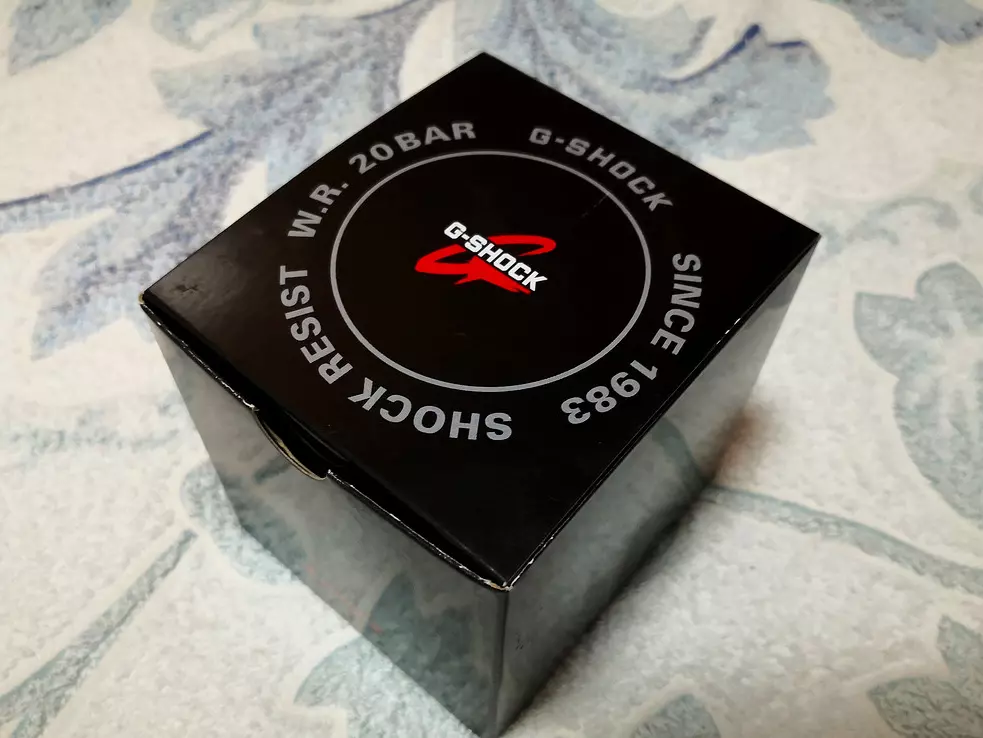 W.R. 20BAR
G-SHOCK
SINCE 1983
SHOCK RESIST
G-SHOCK